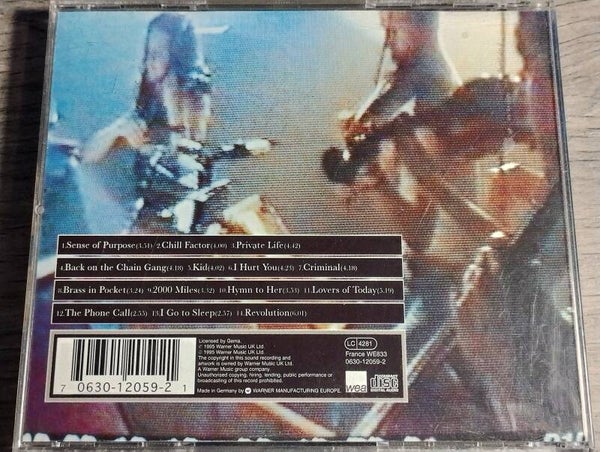 1.Sense of Purpose(3.51) 2.Chill Factor(4.00) 3.Private Life(4.42)
4.Back on the Chain Gang(4.18) 5.Kid(4.02) 6.I Hurt You(4.23) 7.Criminal(4.18)
8.Brass in Pocket(3.24) 9.2000 Miles(3.32) 10.Hymn to Her(3.53) 11.Lovers of Today(5.19)
12.The Phone Call(2.53) 13.I Go to Sleep(2.57) 14.Revolution(6.01)
7 0630-12059-2 1
Licensed by Gema.
℗ 1995 Warner Music UK Ltd.
© 1995 Warner Music UK Ltd.
The copyright in this sound recording and
artwork is owned by Warner Music UK Ltd.
A Warner Music group company.
Unauthorised copying, hiring, lending, public performance or
broadcasting of this record prohibited.
Made in Germany by WARNER MANUFACTURING EUROPE.
LC 4281
France WE833
0630-12059-2
wea
COMPACT disc DIGITAL AUDIO